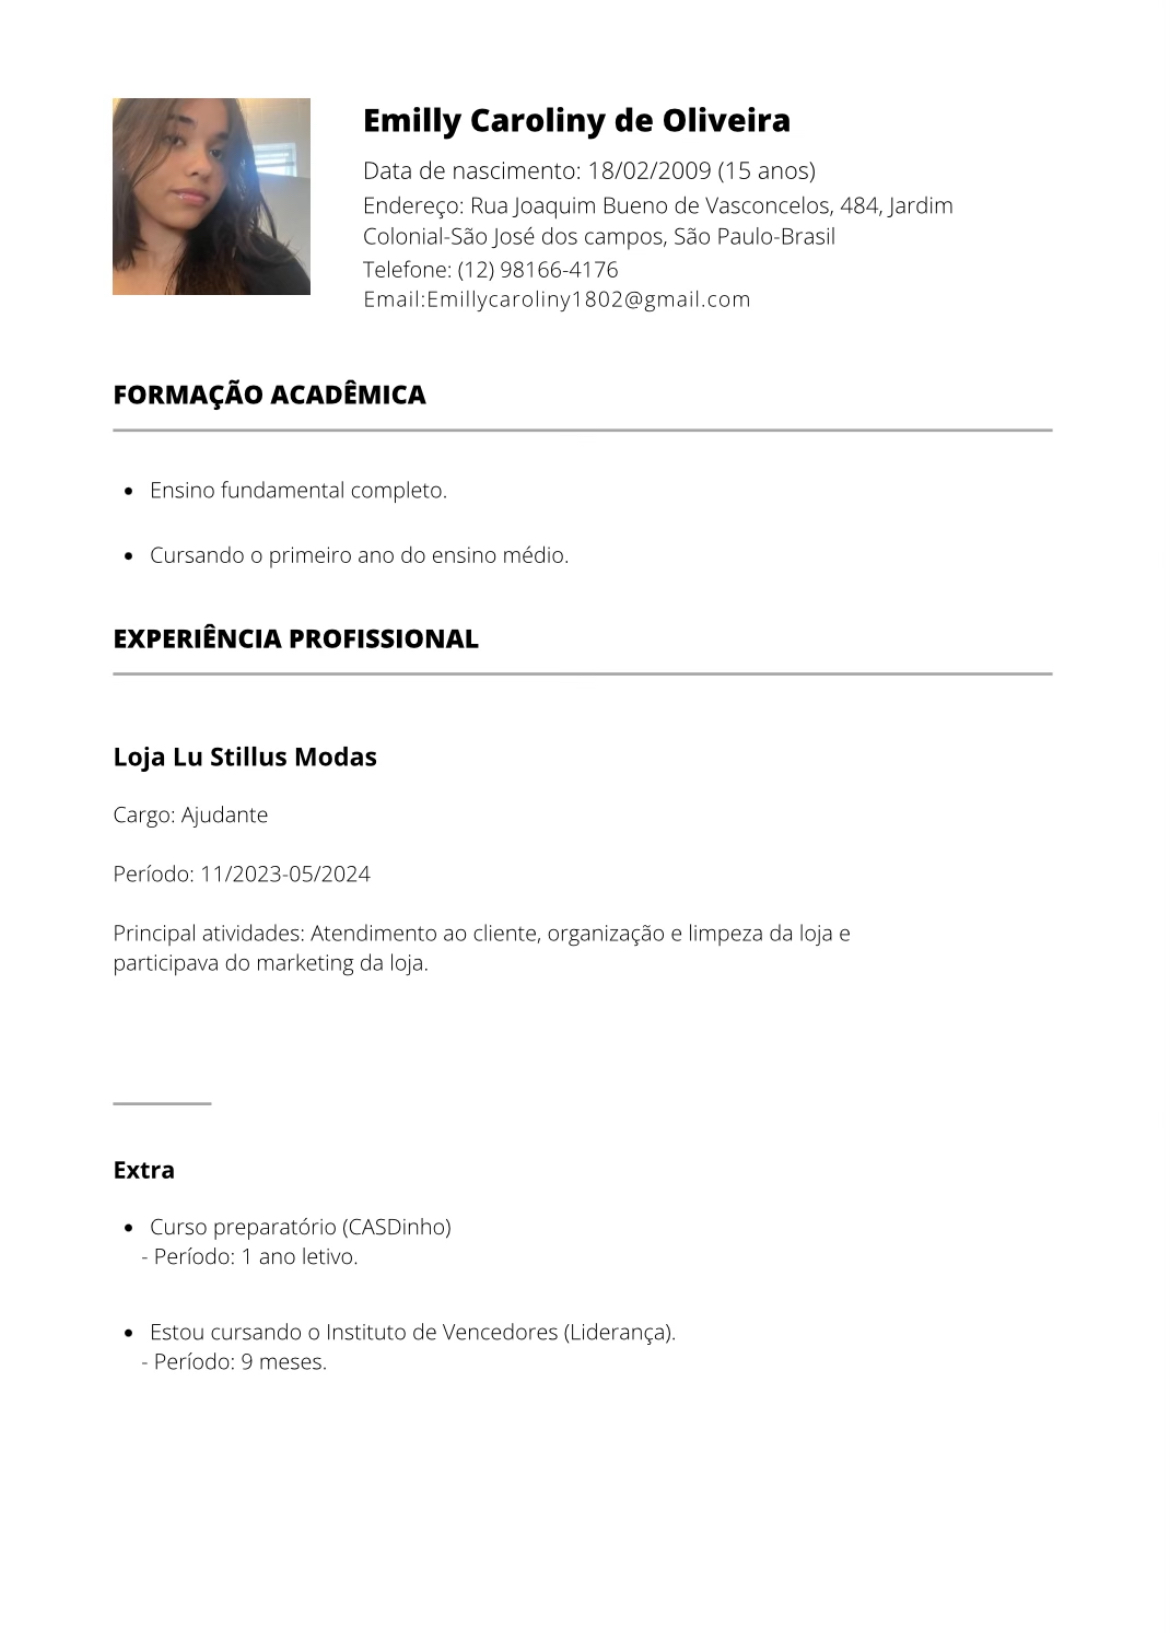 Emilly Caroliny de Oliveira
Data de nascimento: 18/02/2009 (15 anos)
Endereço: Rua Joaquim Bueno de Vasconcelos, 484, Jardim
Colonial-São José dos campos, São Paulo-Brasil
Telefone: (12) 98166-4176
Email:Emillycaroliny1802@gmail.com
FORMAÇÃO ACADÊMICA
• Ensino fundamental completo.
• Cursando o primeiro ano do ensino médio.
EXPERIÊNCIA PROFISSIONAL
Loja Lu Stillus Modas
Cargo: Ajudante
Período: 11/2023-05/2024
Principal atividades: Atendimento ao cliente, organização e limpeza da loja e
participava do marketing da loja.
Extra
• Curso preparatório (CASDinho)
- Período: 1 ano letivo.
• Estou cursando o Instituto de Vencedores (Liderança).
- Período: 9 meses.